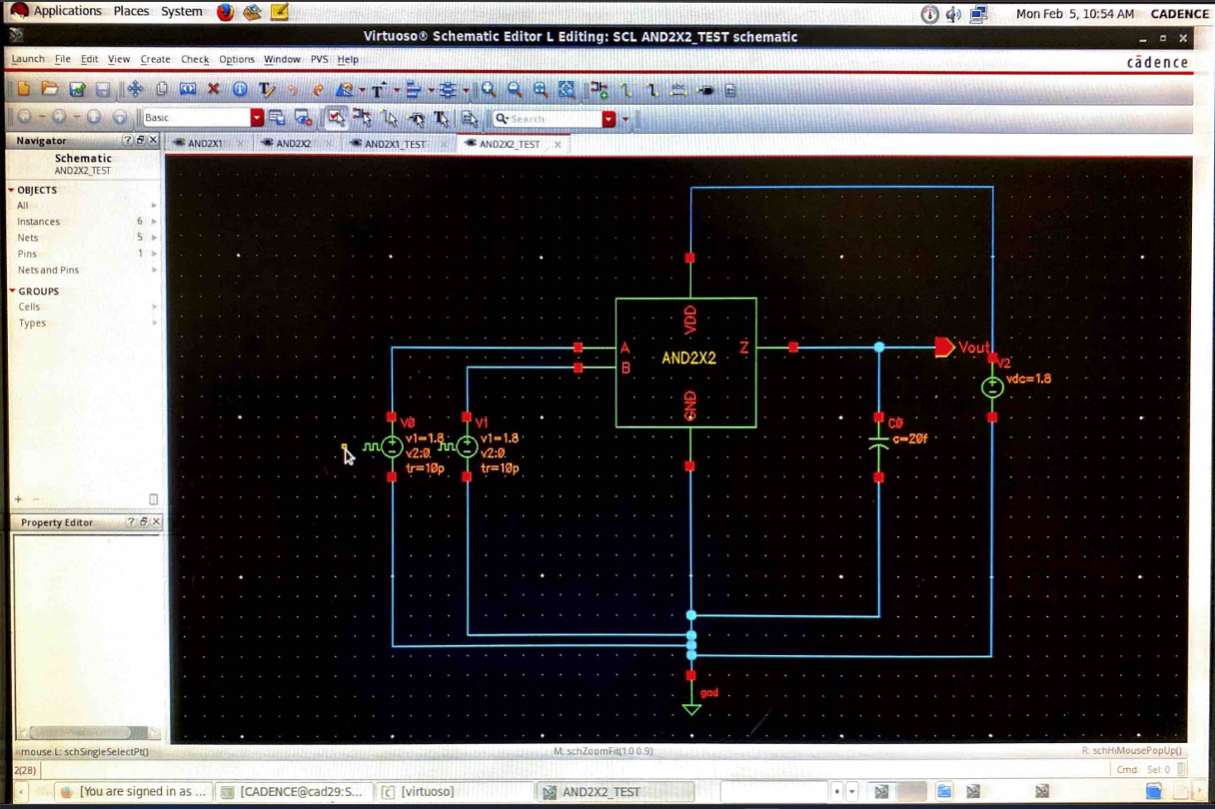 Applications Places System
Mon Feb 5, 10:54 AM CADENCE
Virtuoso® Schematic Editor L Editing: SCL AND2X2_TEST schematic
Launch File Edit View Create Check Options Window PVS Help
cādence
Basic
Search
Navigator
AND2X1
AND2X2
AND2X1_TEST
AND2X2_TEST
Schematic
AND2X2_TEST
OBJECTS
All
Instances 6
Nets 5
Pins 1
Nets and Pins
GROUPS
Cells
Types
VDD
A
B
AND2X2
Z
GND
Vout
V2
vdc=1.8
V0
v1=1.8
v2:0.
tr=10p
V1
v1=1.8
v2:0.
tr=10p
C0
c=20f
gnd
Property Editor
mouse L: schSingleSelectPt()
M: schZoomFit(1.0 0.9)
R: schHiMousePopUp()
2(28)
Cmd: Sel: 0
[You are signed in as ...
[CADENCE@cad29:S...
[virtuoso]
AND2X2_TEST